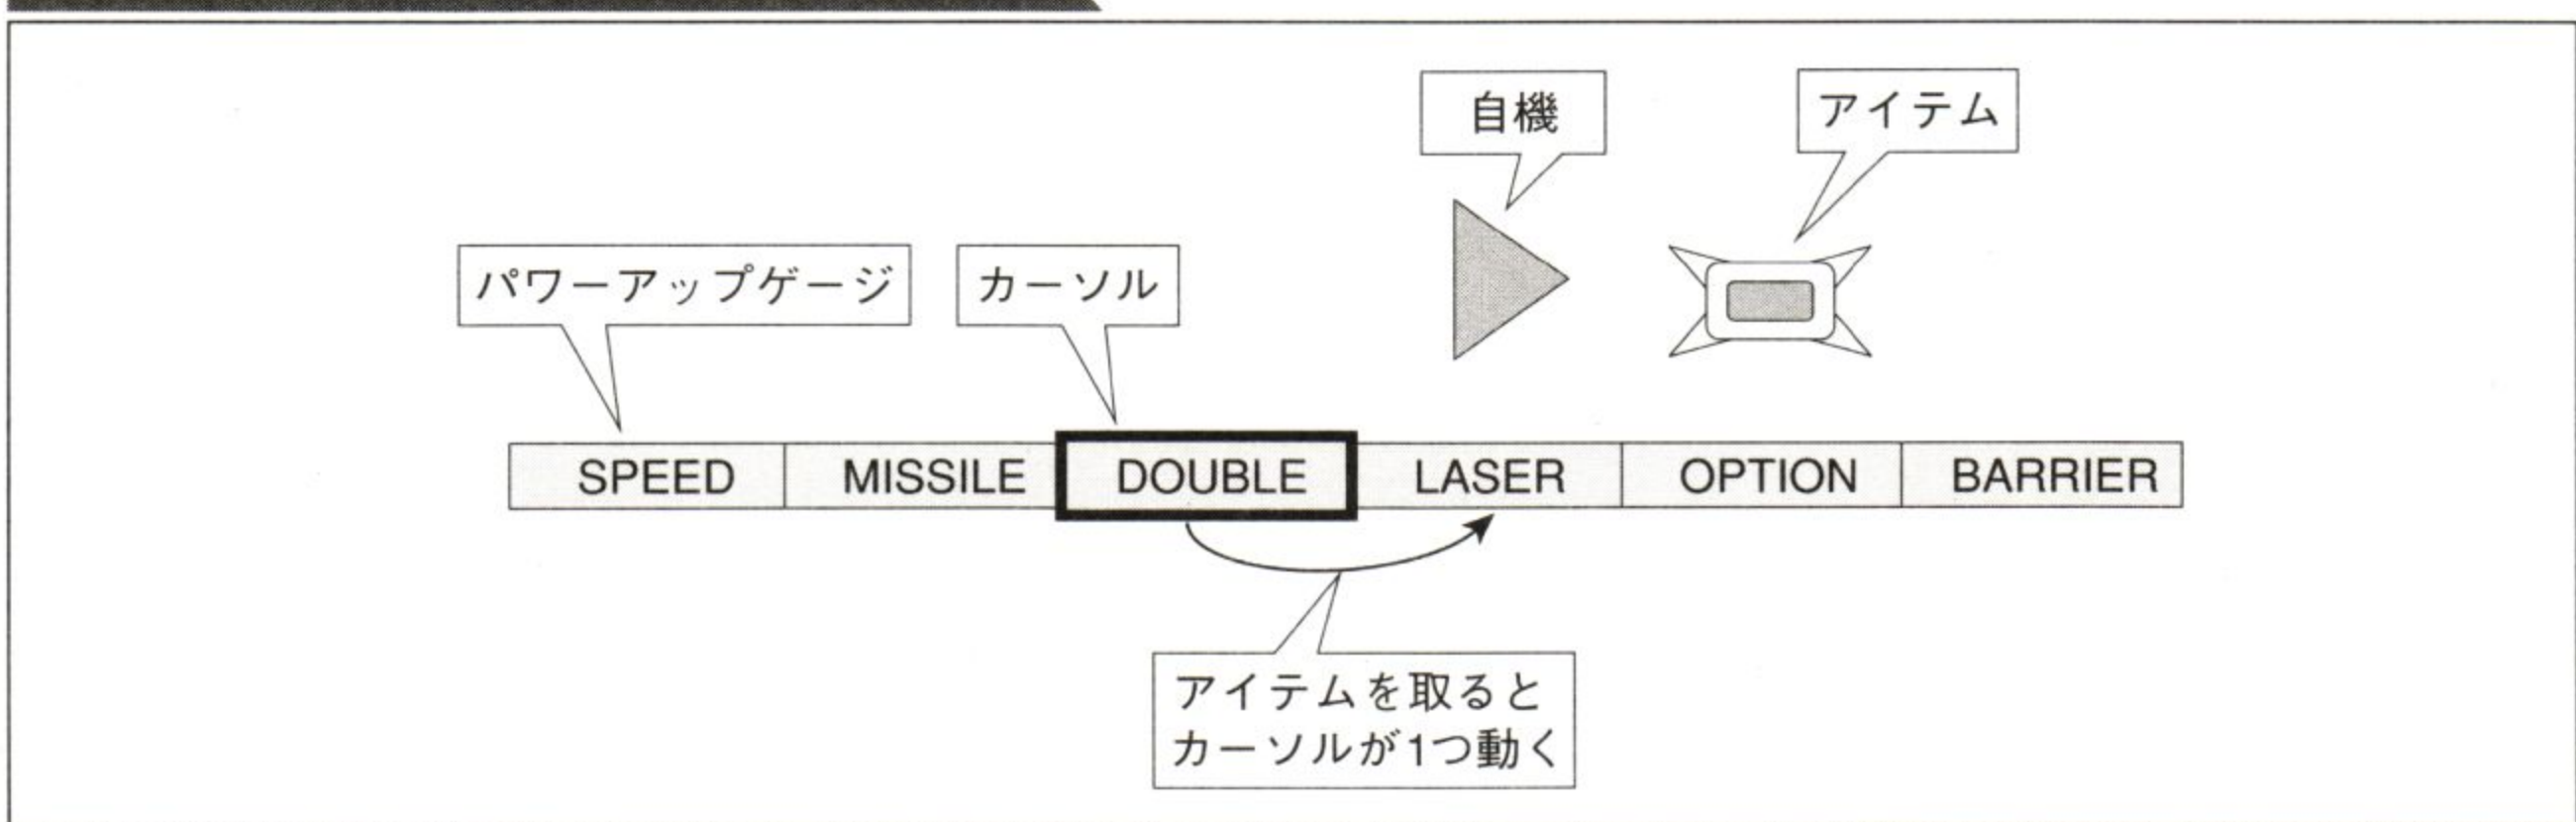 自機
アイテム
パワーアップゲージ
カーソル
SPEED MISSILE DOUBLE LASER OPTION BARRIER
アイテムを取ると
カーソルが1つ動く